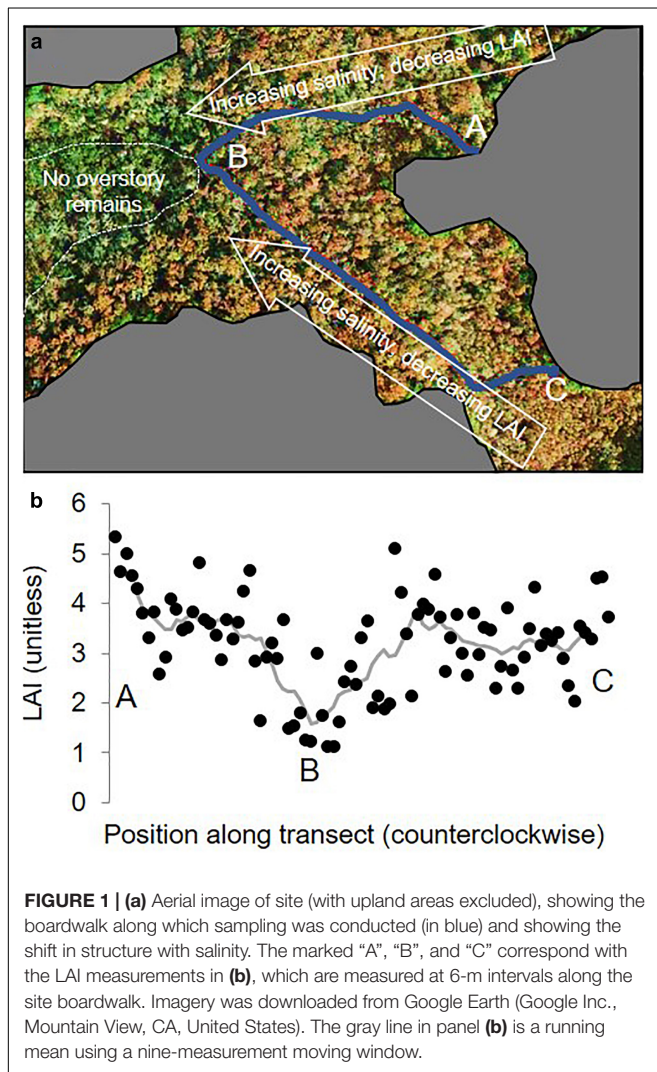 a
Increasing salinity, decreasing LAI
A
B
No overstory
remains
Increasing salinity, decreasing LAI
C
b
6
5
4
3
2
1
0
LAI (unitless)
A
B
C
Position along transect (counterclockwise)
FIGURE 1 | (a) Aerial image of site (with upland areas excluded), showing the
boardwalk along which sampling was conducted (in blue) and showing the
shift in structure with salinity. The marked “A”, “B”, and “C” correspond with
the LAI measurements in (b), which are measured at 6-m intervals along the
site boardwalk. Imagery was downloaded from Google Earth (Google Inc.,
Mountain View, CA, United States). The gray line in panel (b) is a running
mean using a nine-measurement moving window.